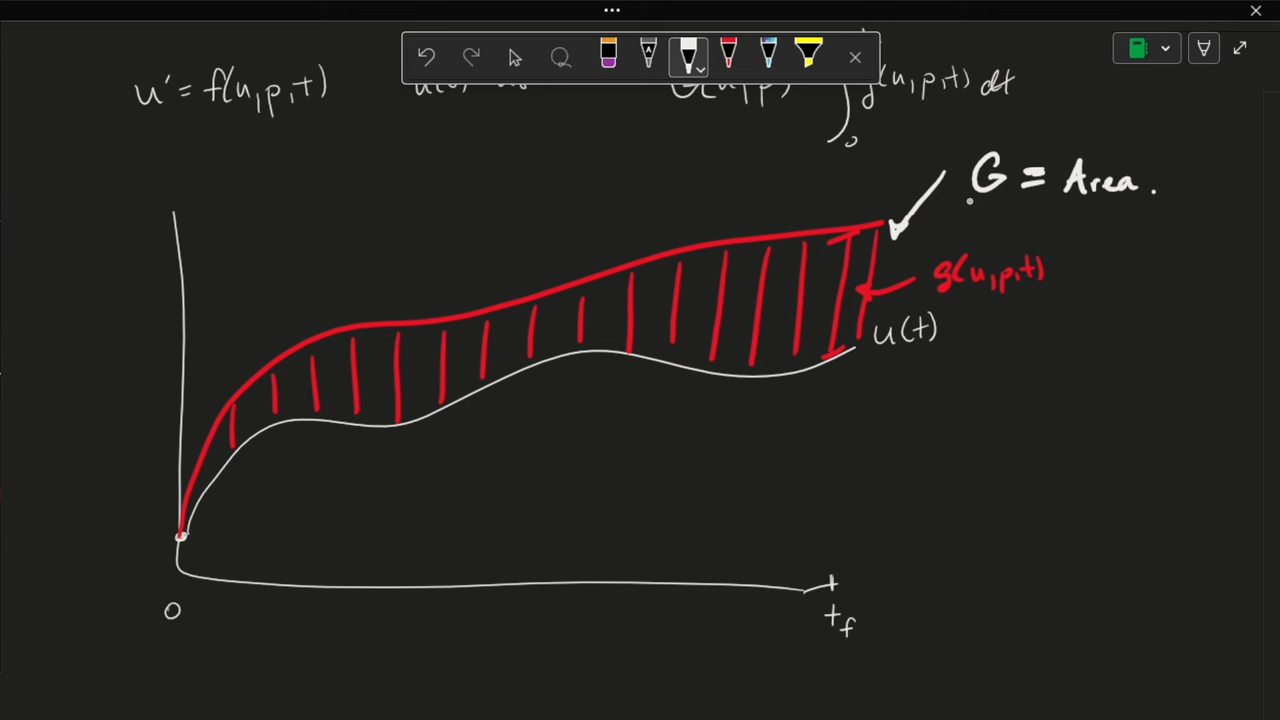 u' = f(u,p,t) g(u,p,t) dt
0
G = Area.
g(u,p,t)
u(t)
0
t_f